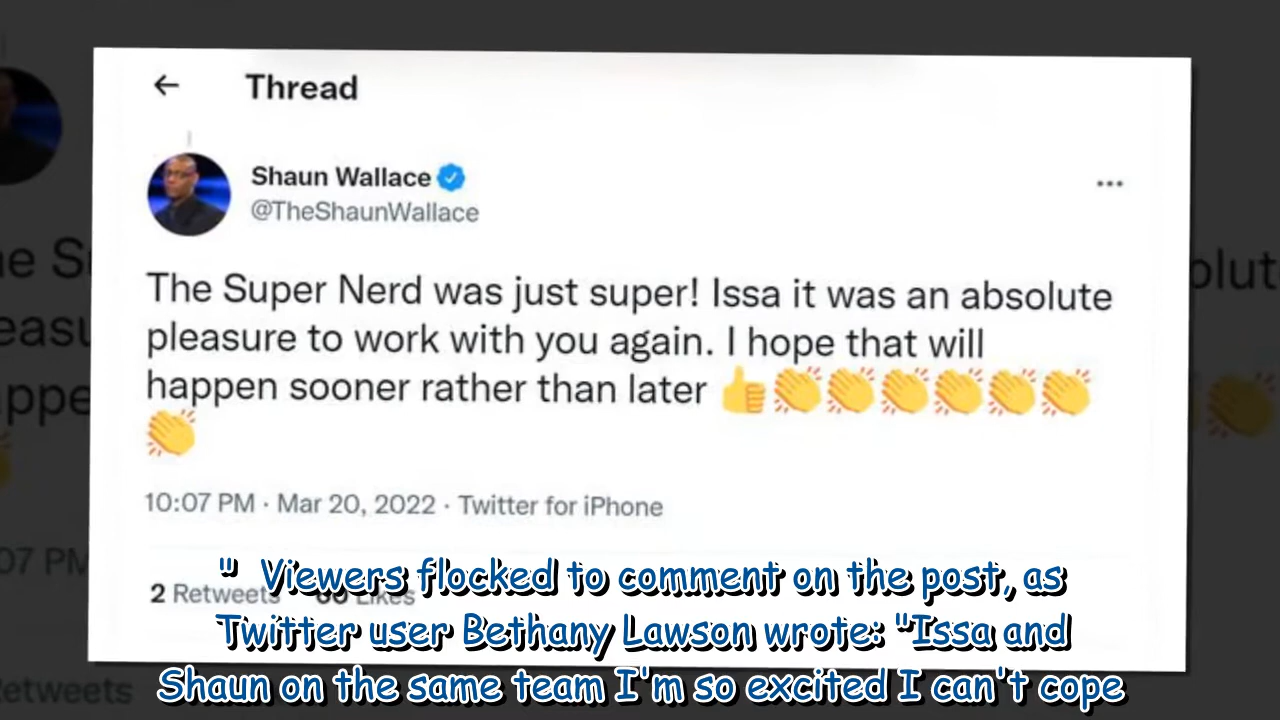 Thread
Shaun Wallace
@TheShaunWallace
The Super Nerd was just super! Issa it was an absolute
pleasure to work with you again. I hope that will
happen sooner rather than later 👍👏👏👏👏👏👏
👏
10:07 PM · Mar 20, 2022 · Twitter for iPhone
2 Retweets Likes
" Viewers flocked to comment on the post, as
Twitter user Bethany Lawson wrote: "Issa and
Shaun on the same team I'm so excited I can't cope